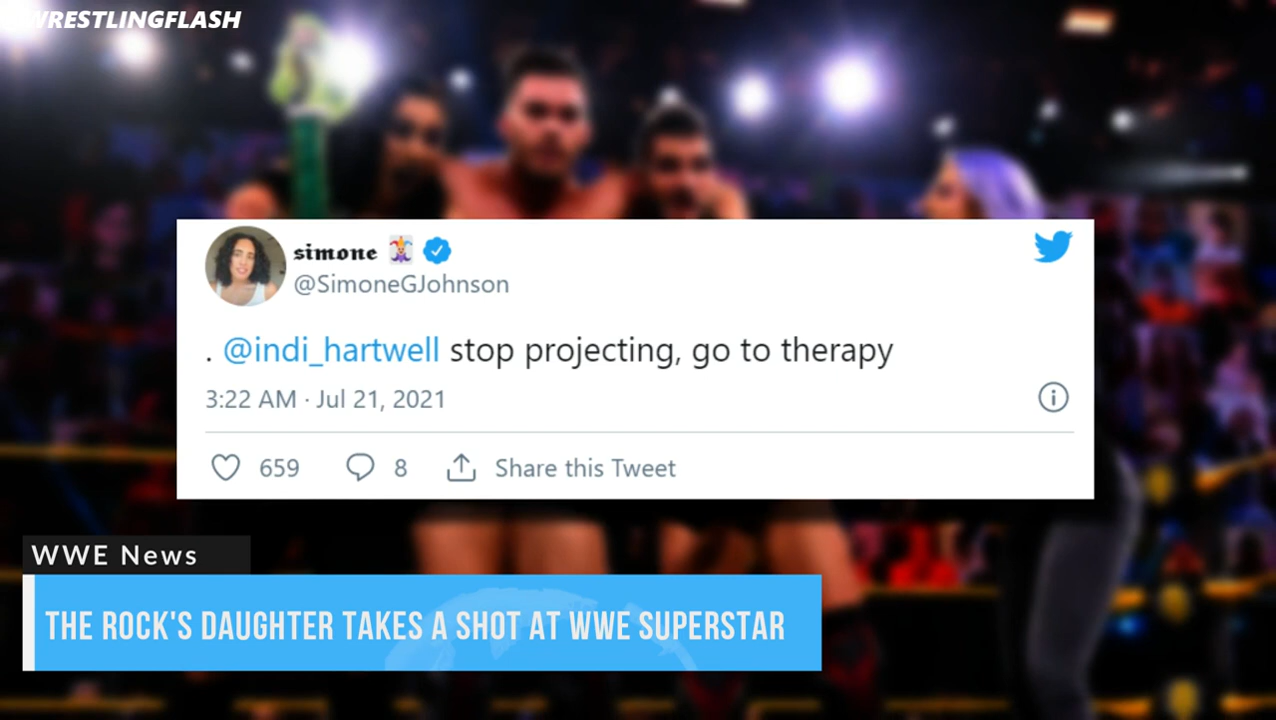 WRESTLINGFLASH
simone
@SimoneGJohnson
. @indi_hartwell stop projecting, go to therapy
3:22 AM · Jul 21, 2021
659 8 Share this Tweet
WWE News
THE ROCK'S DAUGHTER TAKES A SHOT AT WWE SUPERSTAR